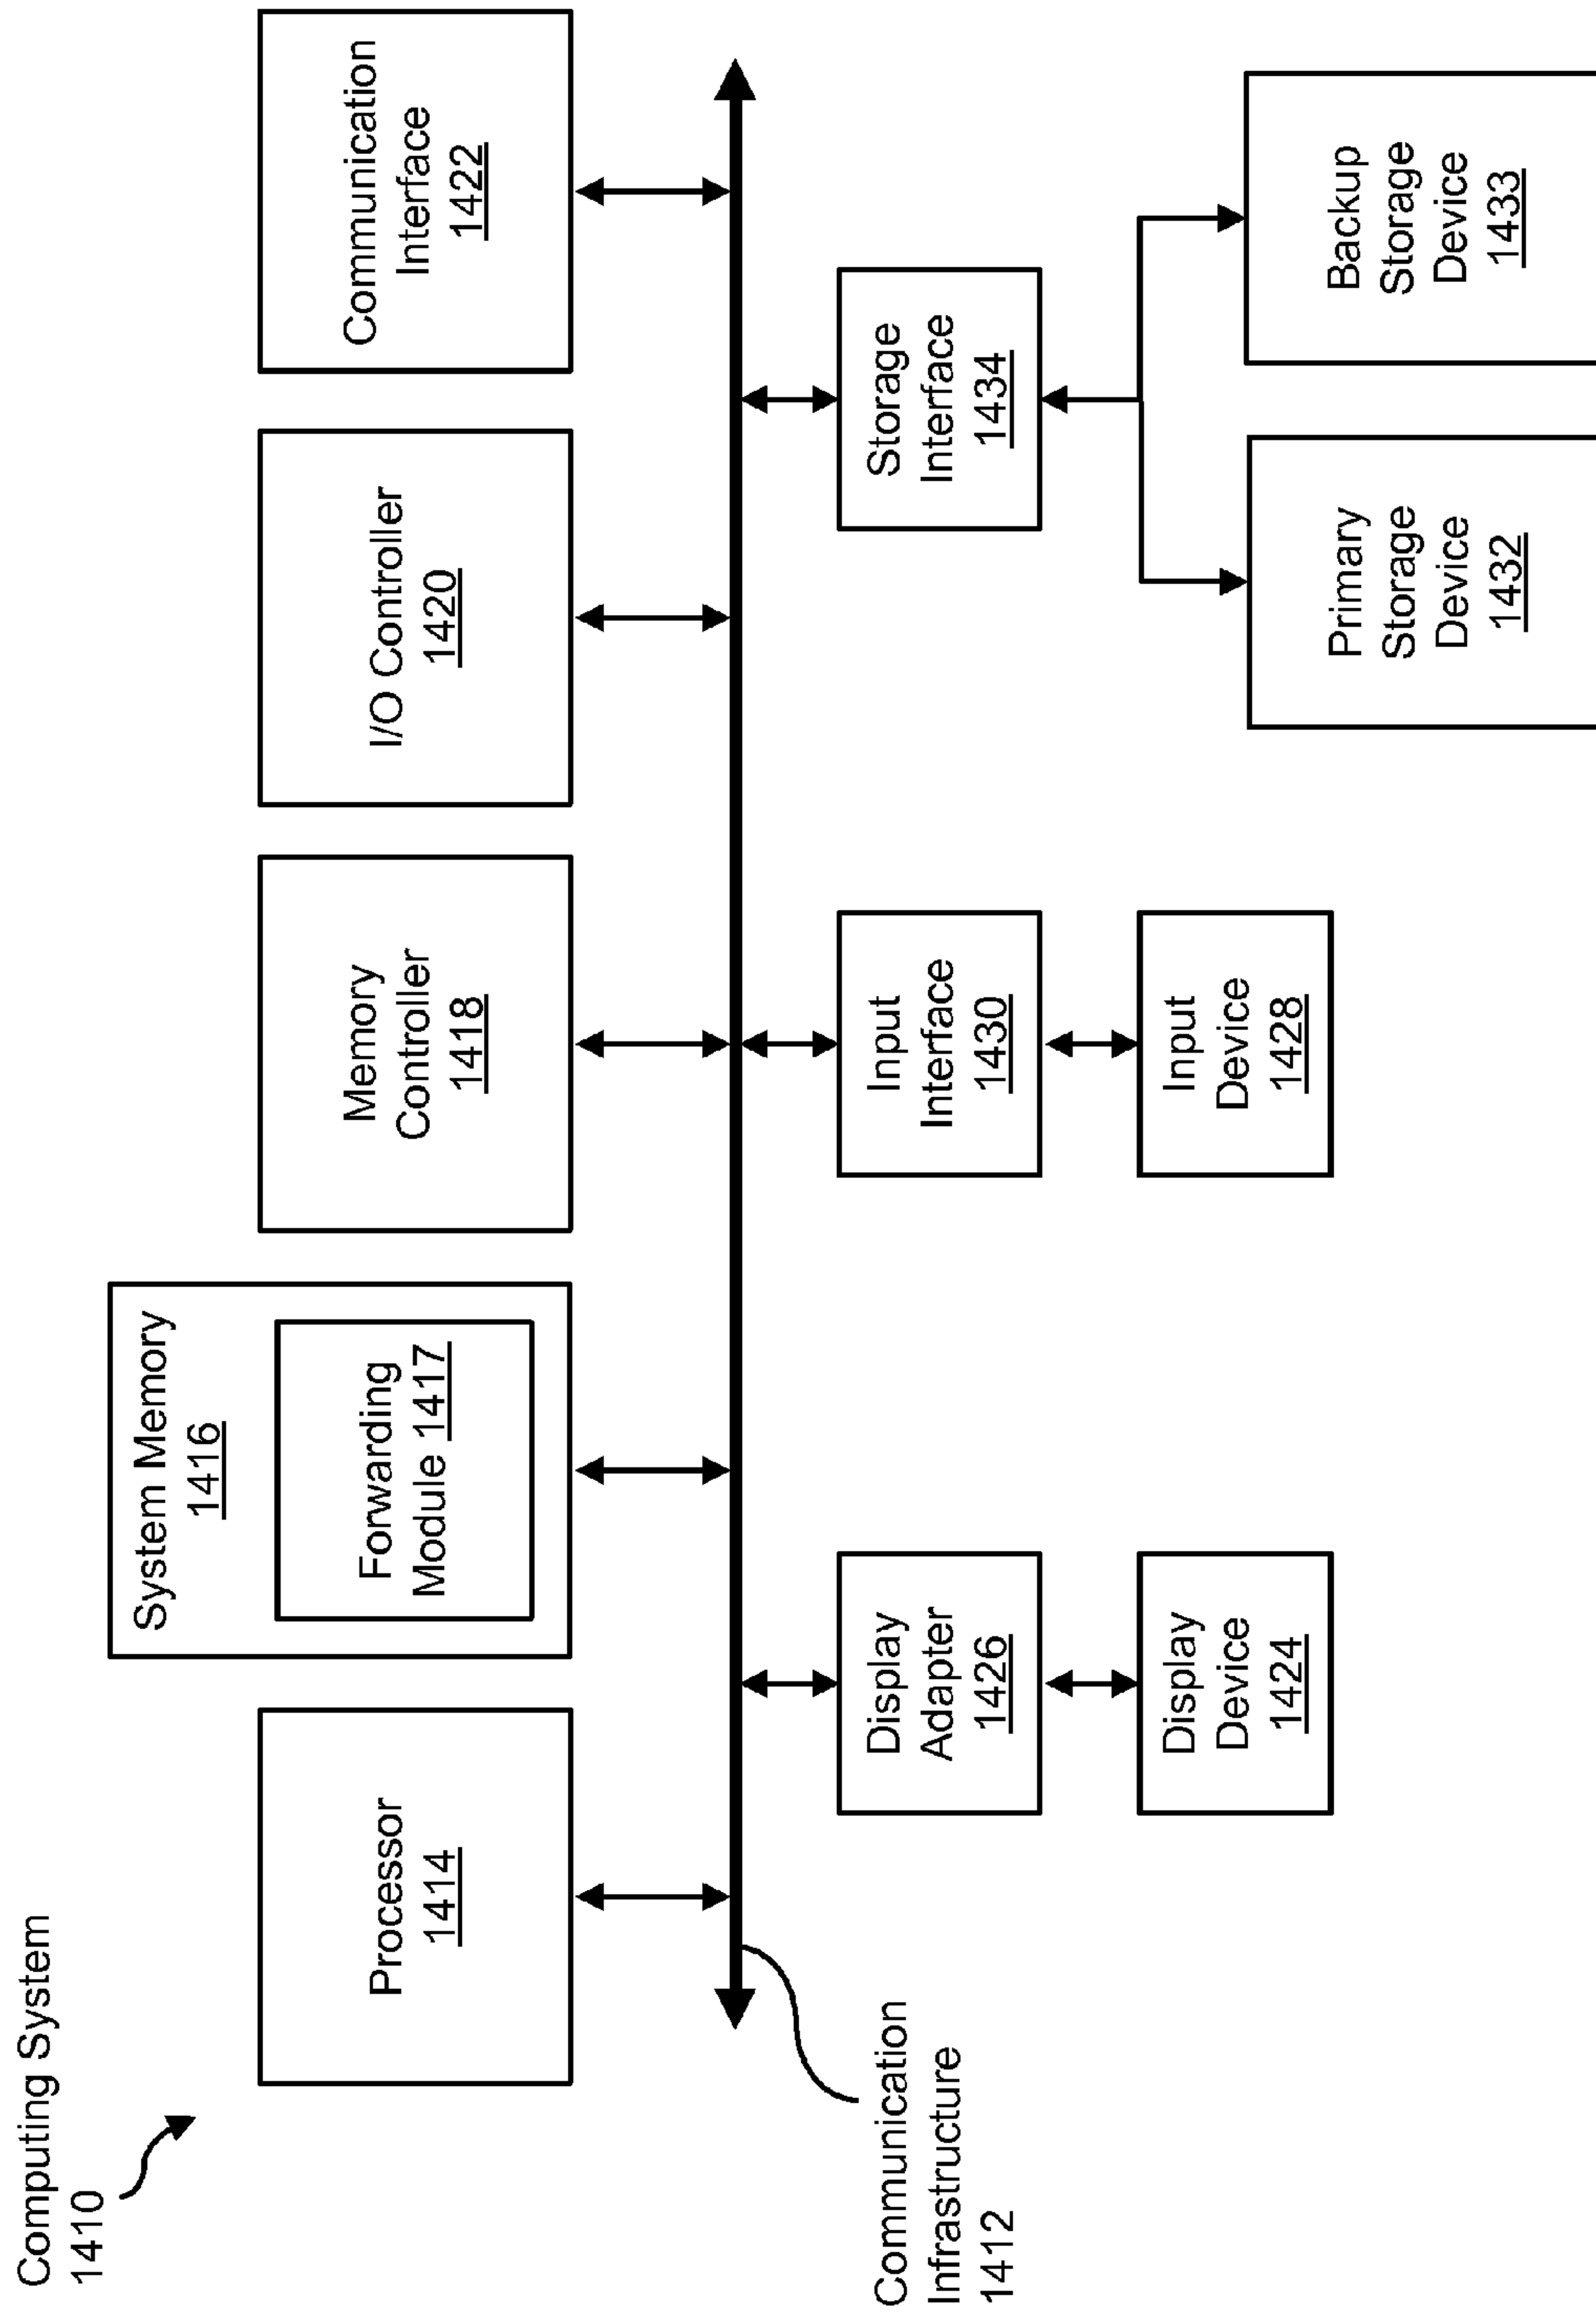 Computing System
1410
Processor
1414
System Memory
1416
Forwarding
Module 1417
Memory
Controller
1418
I/O Controller
1420
Communication
Interface
1422
Communication
Infrastructure
1412
Display
Adapter
1426
Input
Interface
1430
Storage
Interface
1434
Display
Device
1424
Input
Device
1428
Primary
Storage
Device
1432
Backup
Storage
Device
1433